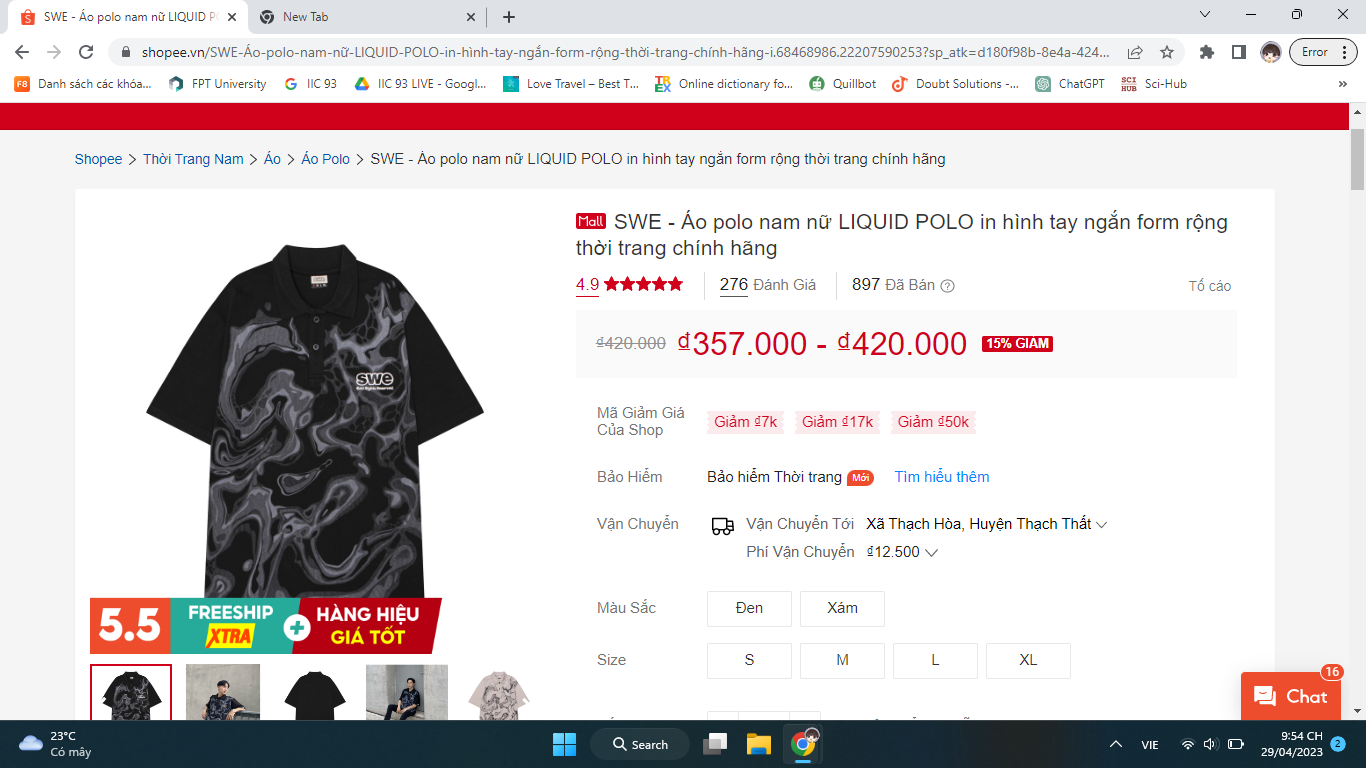 SWE - Áo polo nam nữ LIQUID P
New Tab
shopee.vn/SWE-Áo-polo-nam-nữ-LIQUID-POLO-in-hình-tay-ngắn-form-rộng-thời-trang-chính-hãng-i.68468986.22207590253?sp_atk=d180f98b-8e4a-424...
Error
F8 Danh sách các khóa...
FPT University
IIC 93
IIC 93 LIVE - Googl...
Love Travel – Best T...
Online dictionary fo...
Quillbot
Doubt Solutions -...
ChatGPT
SCI HUB Sci-Hub
»
Shopee > Thời Trang Nam > Áo > Áo Polo > SWE - Áo polo nam nữ LIQUID POLO in hình tay ngắn form rộng thời trang chính hãng
Mall SWE - Áo polo nam nữ LIQUID POLO in hình tay ngắn form rộng
thời trang chính hãng
4.9
276 Đánh Giá
897 Đã Bán ?
Tố cáo
₫420.000 ₫357.000 - ₫420.000 15% GIẢM
swe
Mã Giảm Giá
Của Shop
Giảm ₫7k
Giảm ₫17k
Giảm ₫50k
Bảo Hiểm
Bảo hiểm Thời trang Mới Tìm hiểu thêm
Vận Chuyển
Vận Chuyển Tới Xã Thạch Hòa, Huyện Thạch Thất
Phí Vận Chuyển ₫12.500
Màu Sắc
Đen
Xám
Size
S
M
L
XL
5.5
FREESHIP
XTRA
+
HÀNG HIỆU
GIÁ TỐT
16
Chat
23°C
Có mây
Search
VIE
9:54 CH
29/04/2023
2